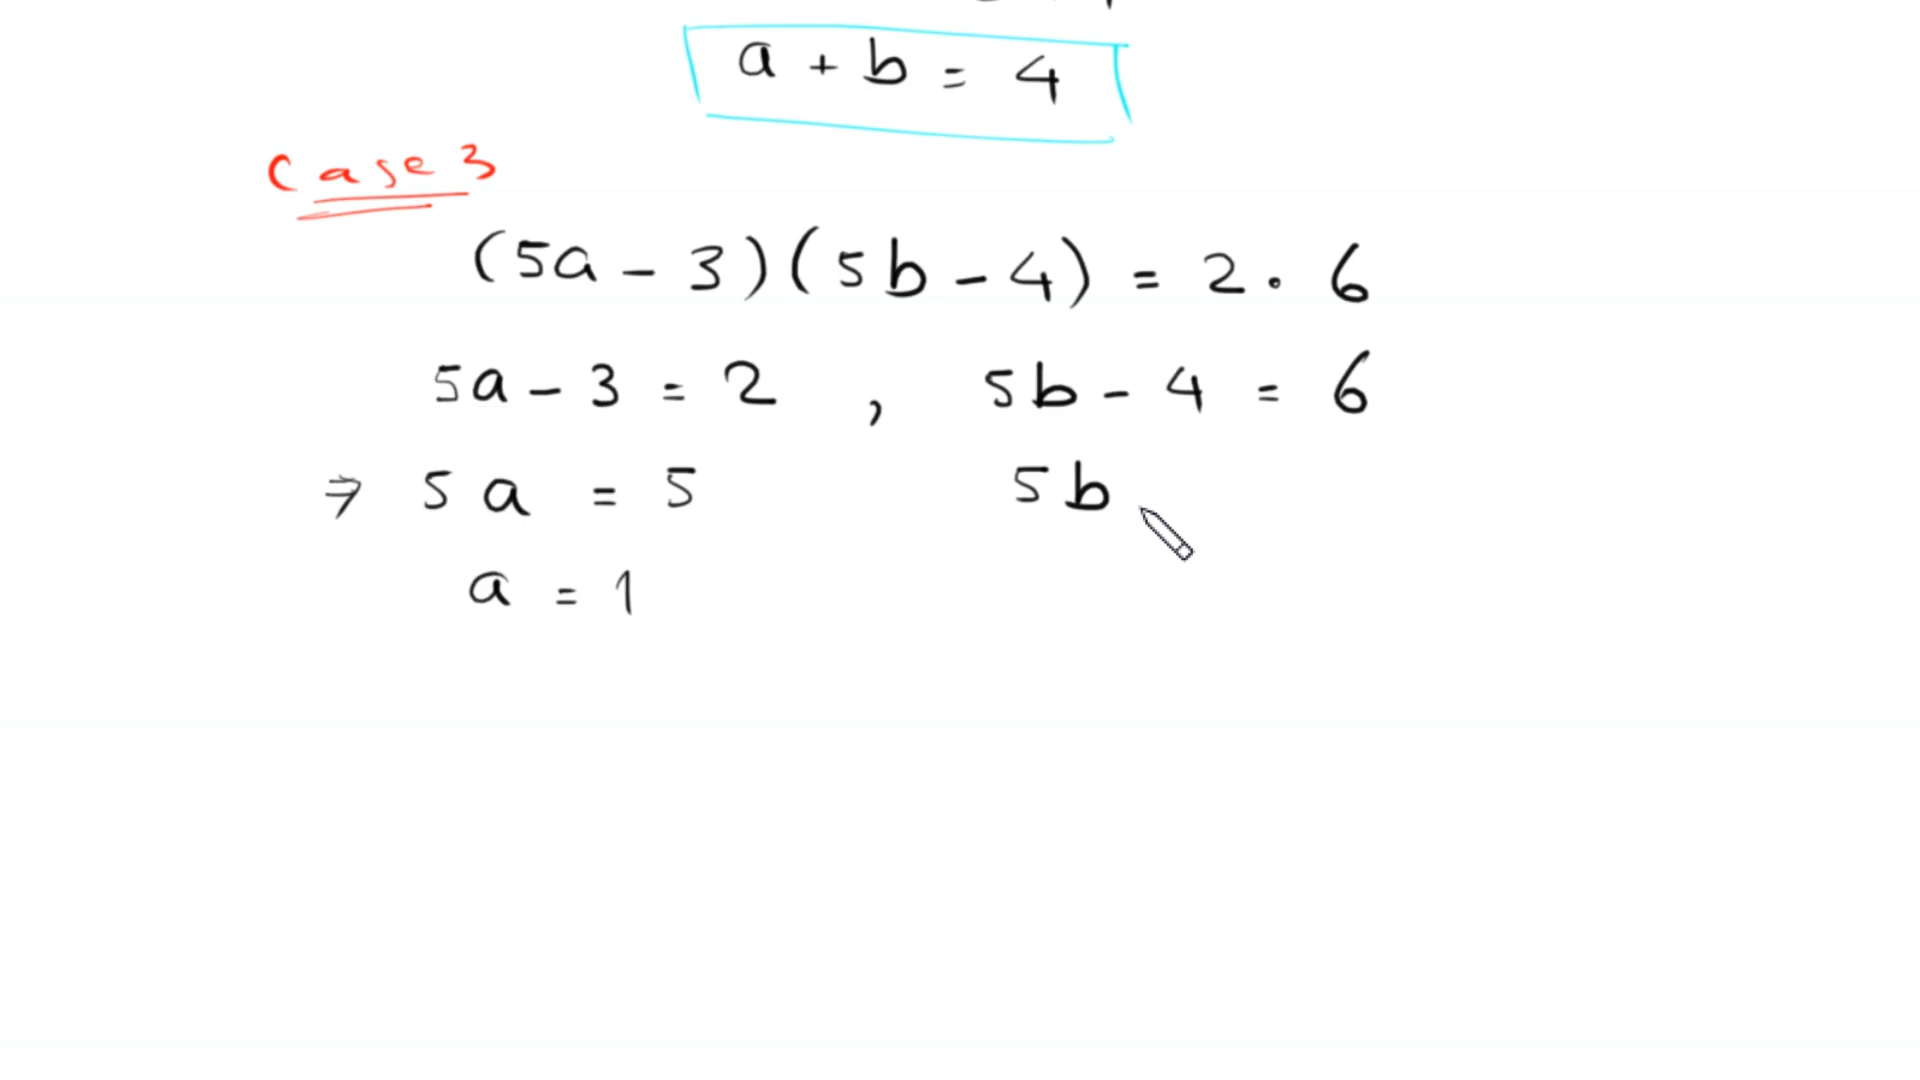 a + b = 4
Case 3
(5a - 3)(5b - 4) = 2 . 6
5a - 3 = 2 , 5b - 4 = 6
⇒ 5a = 5 5b
a = 1